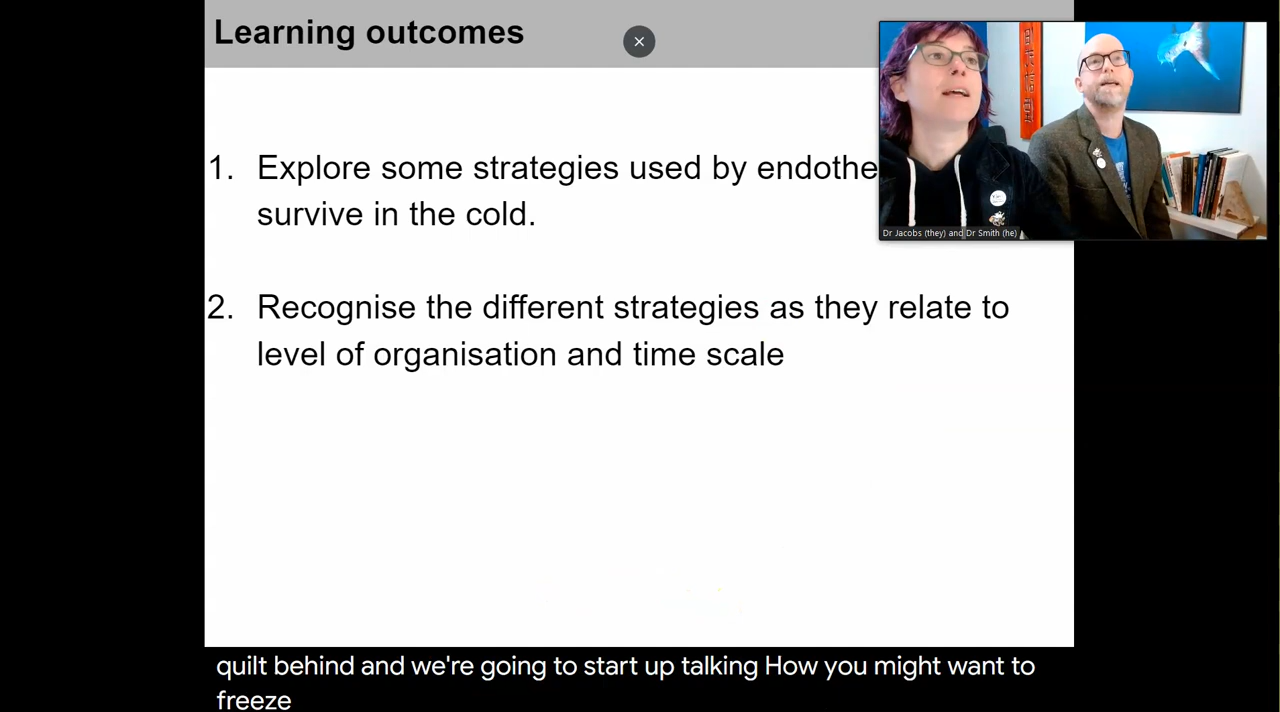 Learning outcomes
1. Explore some strategies used by
survive in the cold.
2. Recognise the different strategies as they relate to
level of organisation and time scale
Dr Jacobs (they) and Dr Smith (he)
quilt behind and we're going to start up talking How you might want to
freeze